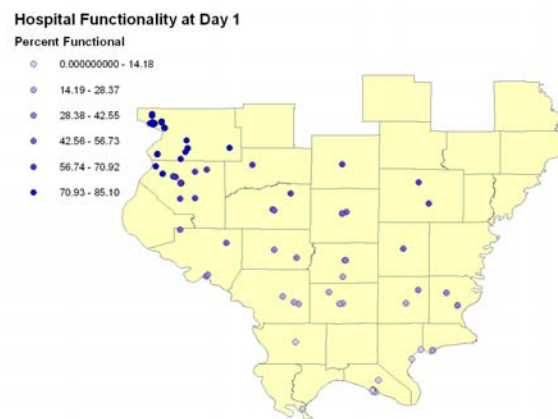 Hospital Functionality at Day 1
Percent Functional
0.000000000 - 14.18
14.19 - 28.37
28.38 - 42.55
42.56 - 56.73
56.74 - 70.92
70.93 - 85.10